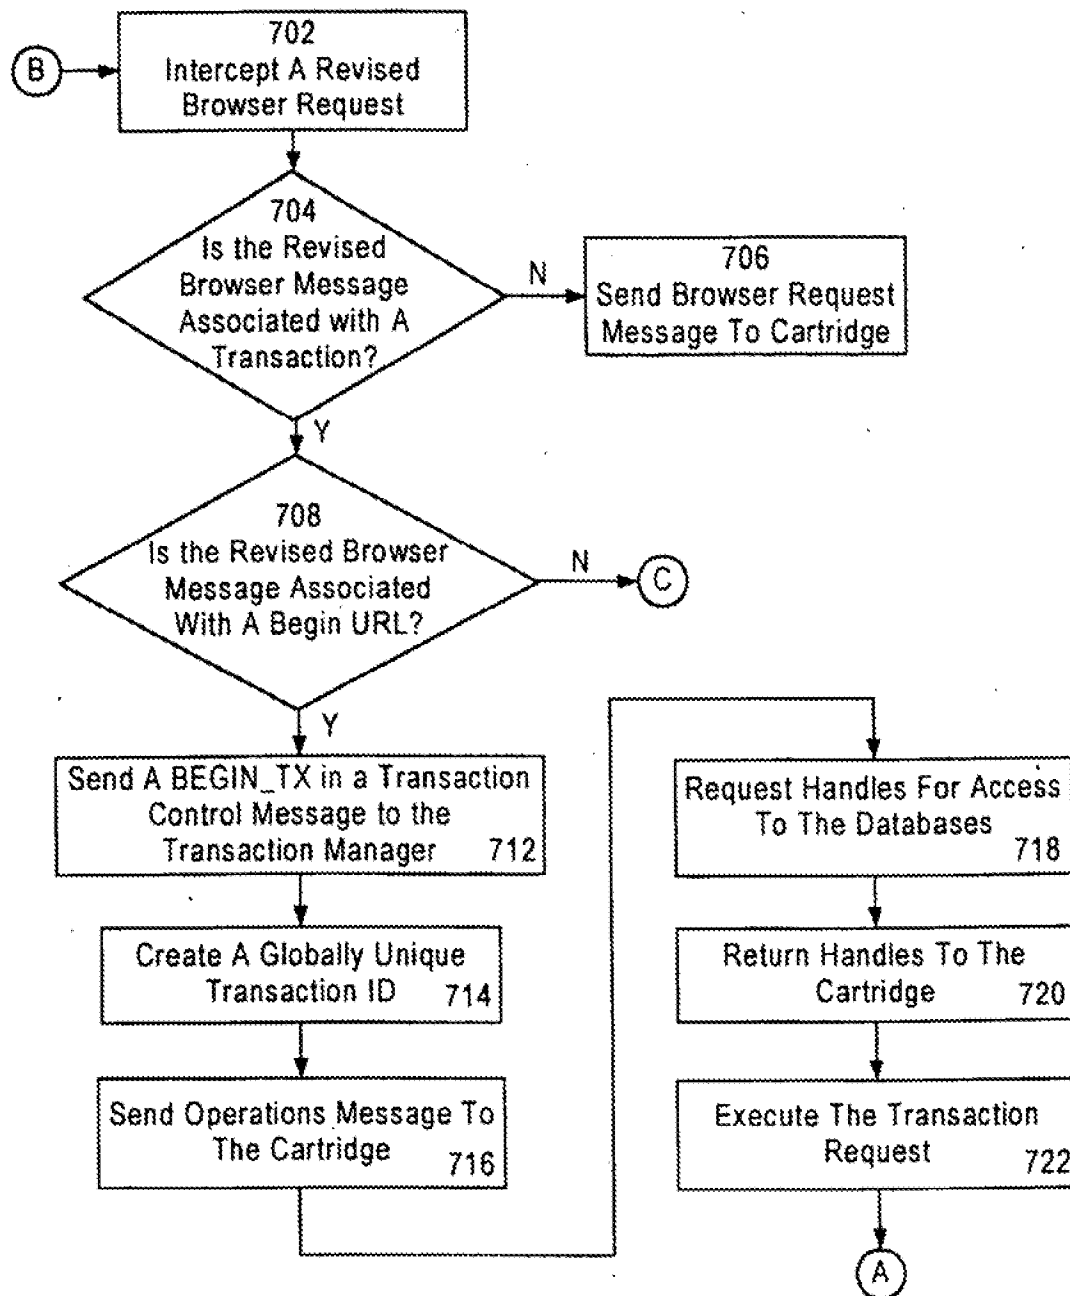 B
702
Intercept A Revised
Browser Request
704
Is the Revised
Browser Message
Associated with A
Transaction?
N
706
Send Browser Request
Message To Cartridge
Y
708
Is the Revised Browser
Message Associated
With A Begin URL?
N
C
Y
Send A BEGIN_TX in a Transaction
Control Message to the
Transaction Manager 712
Create A Globally Unique
Transaction ID 714
Send Operations Message To
The Cartridge 716
Request Handles For Access
To The Databases
718
Return Handles To The
Cartridge 720
Execute The Transaction
Request 722
A